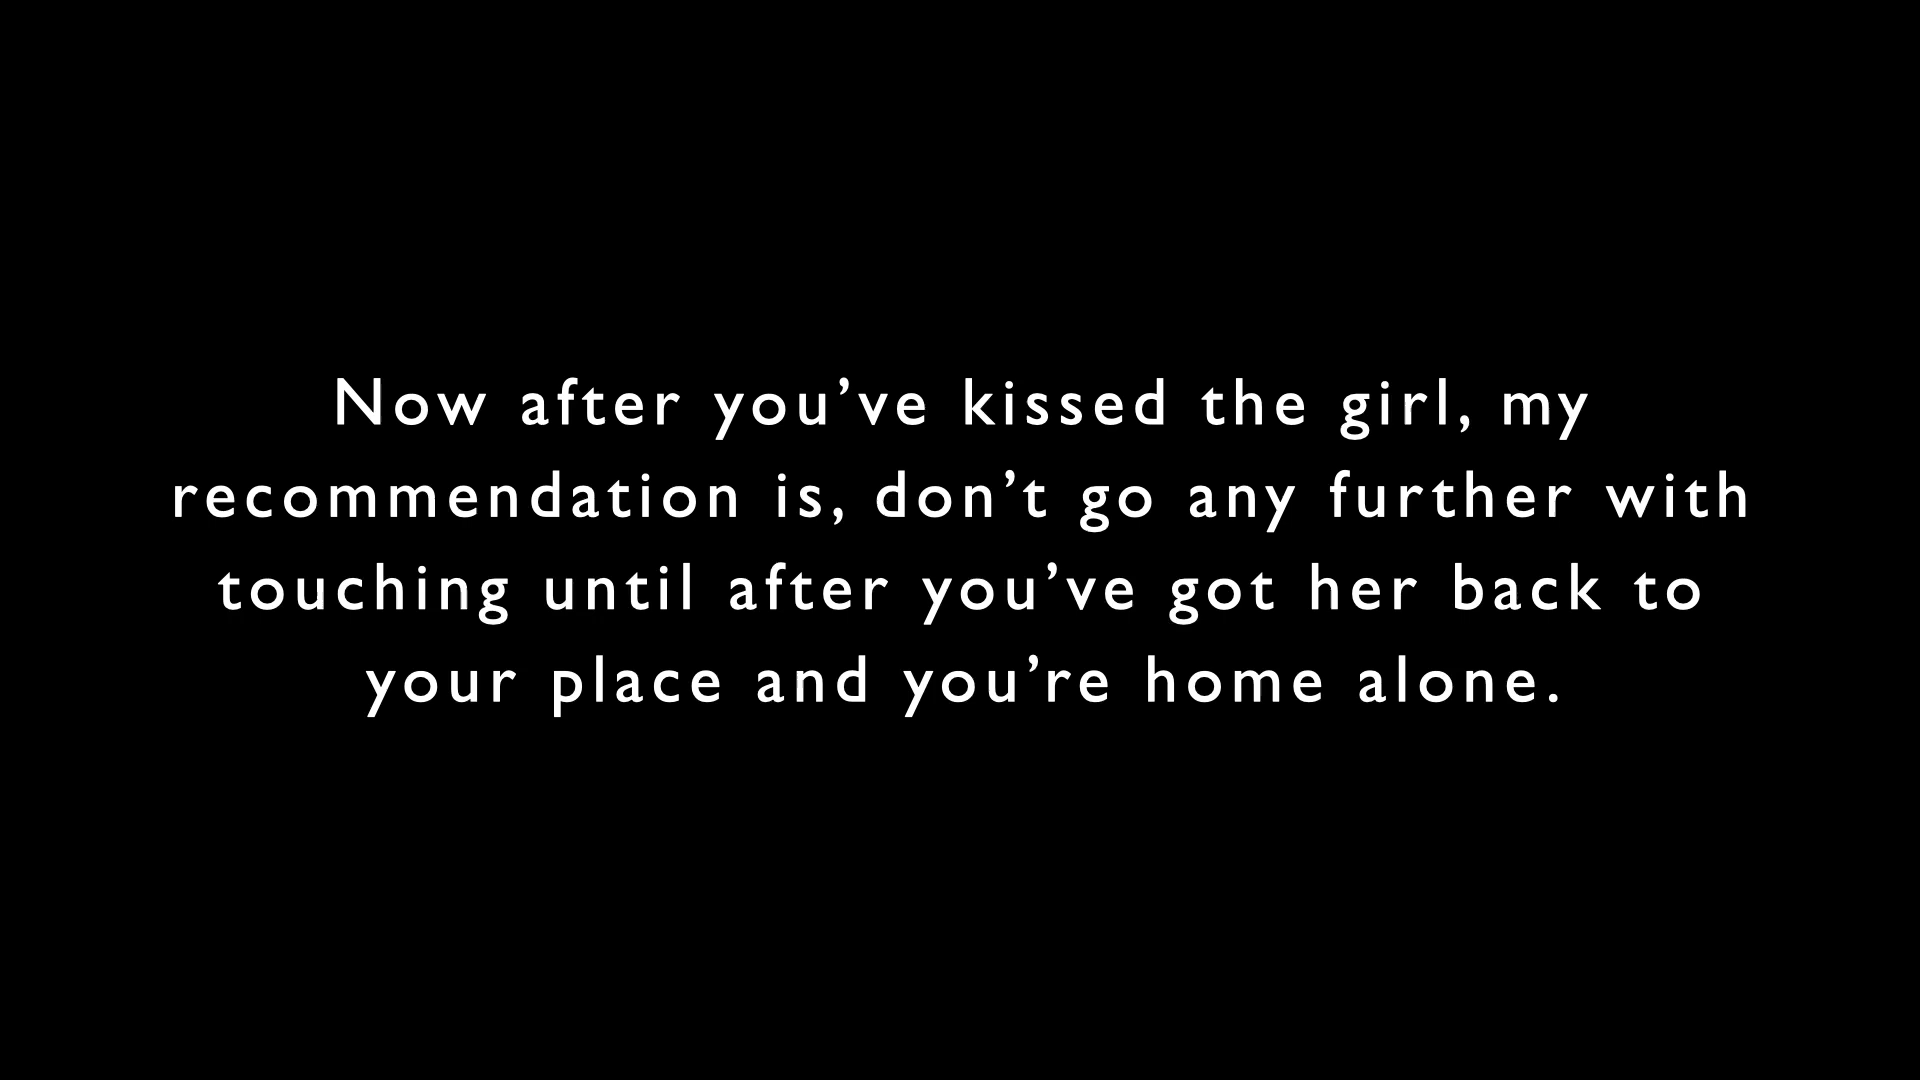 Now after you’ve kissed the girl, my
recommendation is, don’t go any further with
touching until after you’ve got her back to
your place and you’re home alone.